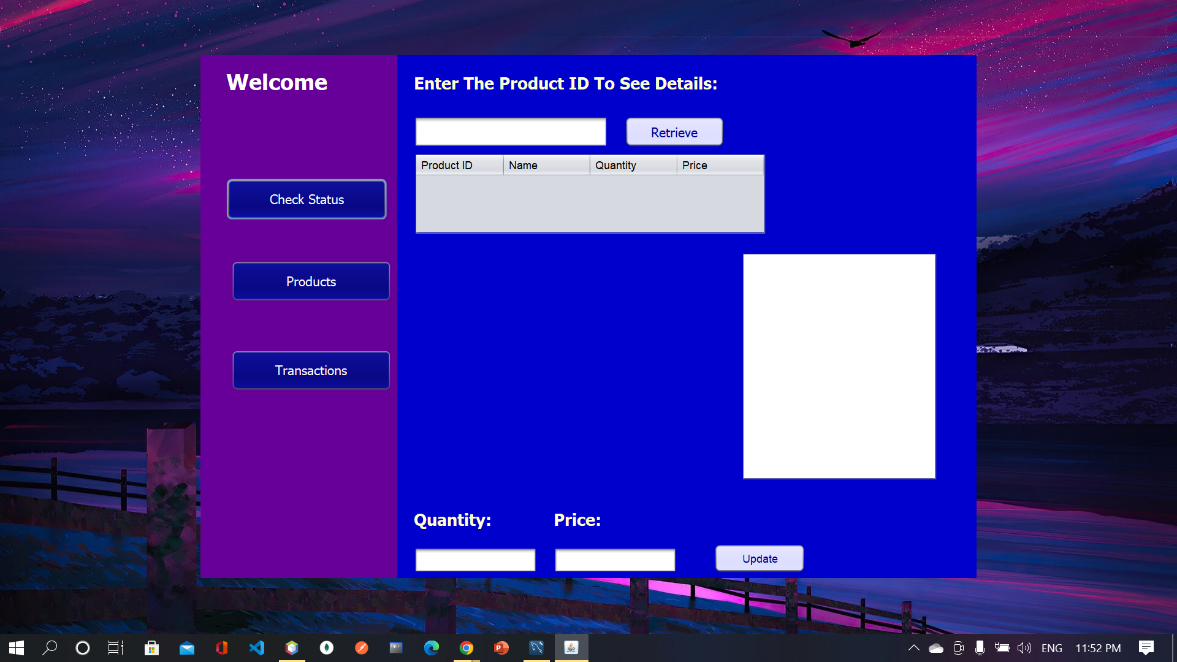 Welcome
Enter The Product ID To See Details:
Retrieve
Product ID Name Quantity Price
Check Status
Products
Transactions
Quantity: Price:
Update
ENG 11:52 PM